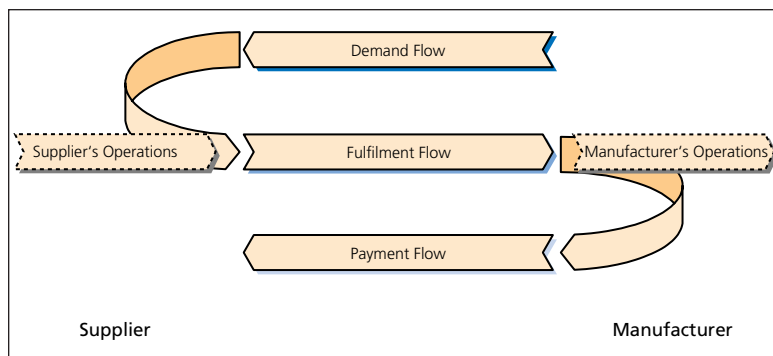 Demand Flow
Supplier's Operations
Fulfilment Flow
Manufacturer's Operations
Payment Flow
Supplier
Manufacturer